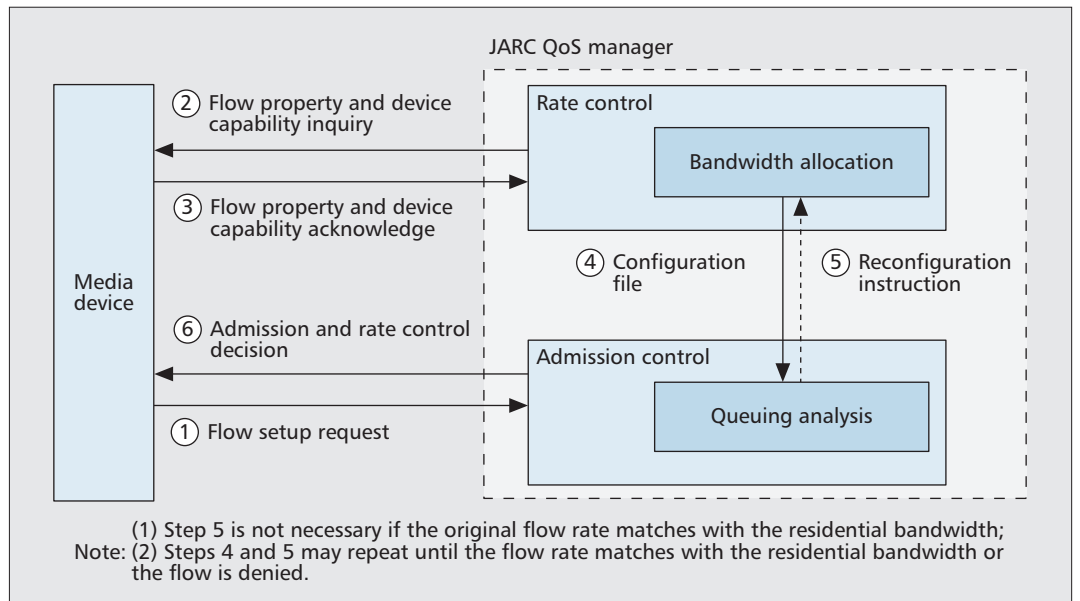 JARC QoS manager
② Flow property and device
capability inquiry
Rate control
Bandwidth allocation
③ Flow property and device
capability acknowledge
④ Configuration
file
⑤ Reconfiguration
instruction
Media
device
⑥ Admission and rate control
decision
Admission control
Queuing analysis
① Flow setup request
(1) Step 5 is not necessary if the original flow rate matches with the residential bandwidth;
Note: (2) Steps 4 and 5 may repeat until the flow rate matches with the residential bandwidth or
the flow is denied.